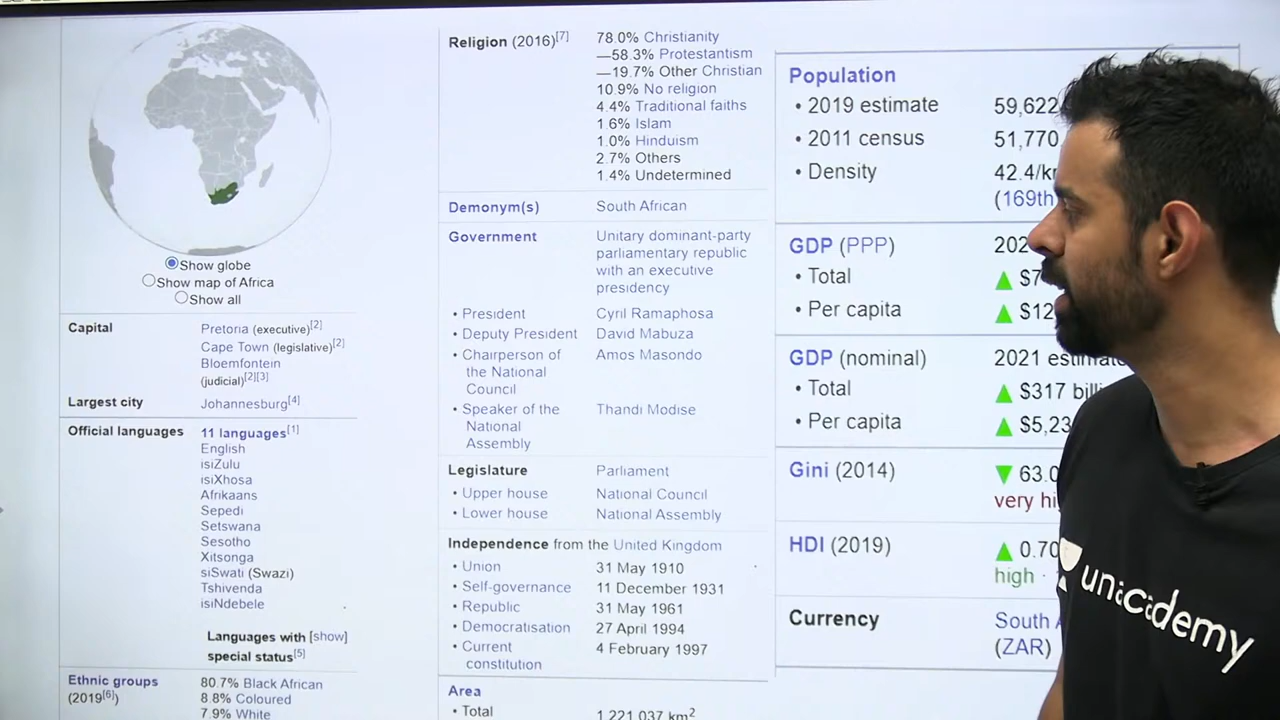 Show globe
Show map of Africa
Show all
Capital
Pretoria (executive)[2]
Cape Town (legislative)[2]
Bloemfontein
(judicial)[2][3]
Largest city
Johannesburg[4]
Official languages
11 languages[1]
English
isiZulu
isiXhosa
Afrikaans
Sepedi
Setswana
Sesotho
Xitsonga
siSwati (Swazi)
Tshivenda
isiNdebele
Languages with [show]
special status[5]
Ethnic groups
(2019[6])
80.7% Black African
8.8% Coloured
7.9% White
Religion (2016)[7]
78.0% Christianity
—58.3% Protestantism
—19.7% Other Christian
10.9% No religion
4.4% Traditional faiths
1.6% Islam
1.0% Hinduism
2.7% Others
1.4% Undetermined
Demonym(s)
South African
Government
Unitary dominant-party
parliamentary republic
with an executive
presidency
• President
Cyril Ramaphosa
• Deputy President
David Mabuza
• Chairperson of
the National
Council
Amos Masondo
• Speaker of the
National
Assembly
Thandi Modise
Legislature
Parliament
• Upper house
National Council
• Lower house
National Assembly
Independence from the United Kingdom
• Union
31 May 1910
• Self-governance
11 December 1931
• Republic
31 May 1961
• Democratisation
27 April 1994
• Current
constitution
4 February 1997
Area
• Total
1,221,037 km2
Population
• 2019 estimate
59,622
• 2011 census
51,770
• Density
42.4/k
(169th
GDP (PPP)
202
• Total
$7
• Per capita
$12
GDP (nominal)
2021 estimate
• Total
$317 billi
• Per capita
$5,23
Gini (2014)
63.0
very hi
HDI (2019)
0.70
high ·
Currency
South A
(ZAR)
unacademy